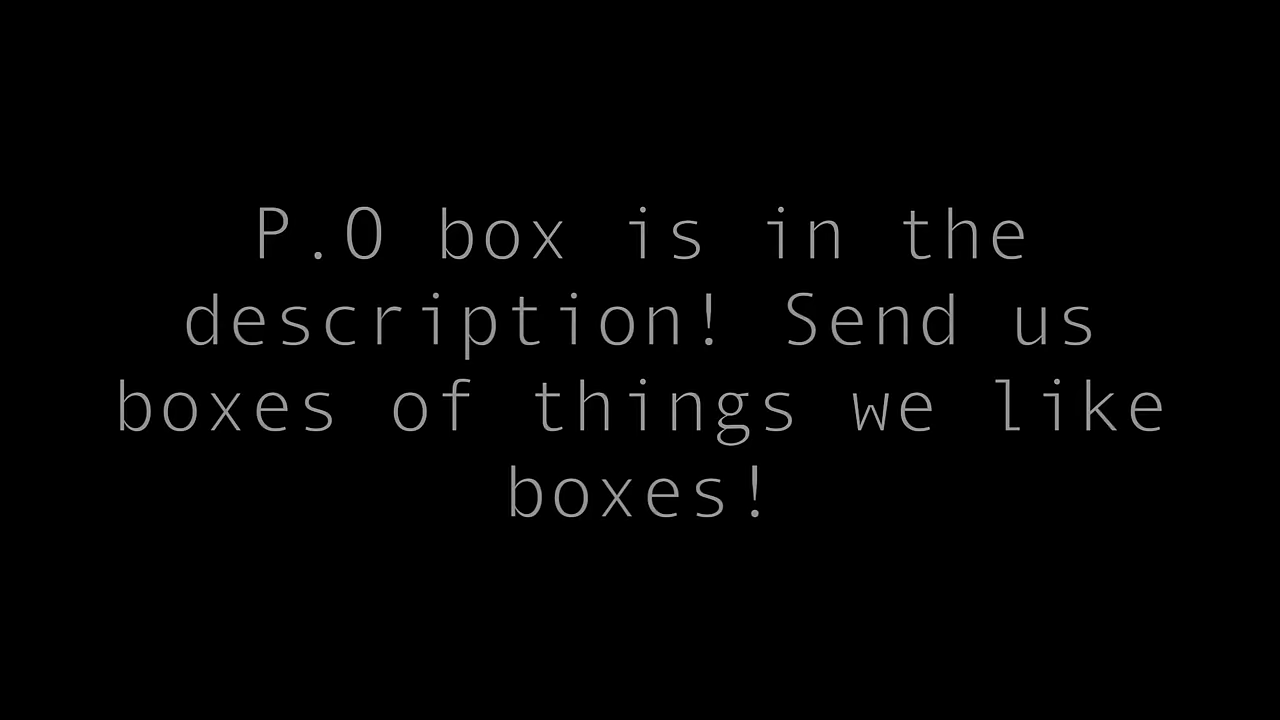 P.O box is in the
description! Send us
boxes of things we like
boxes!